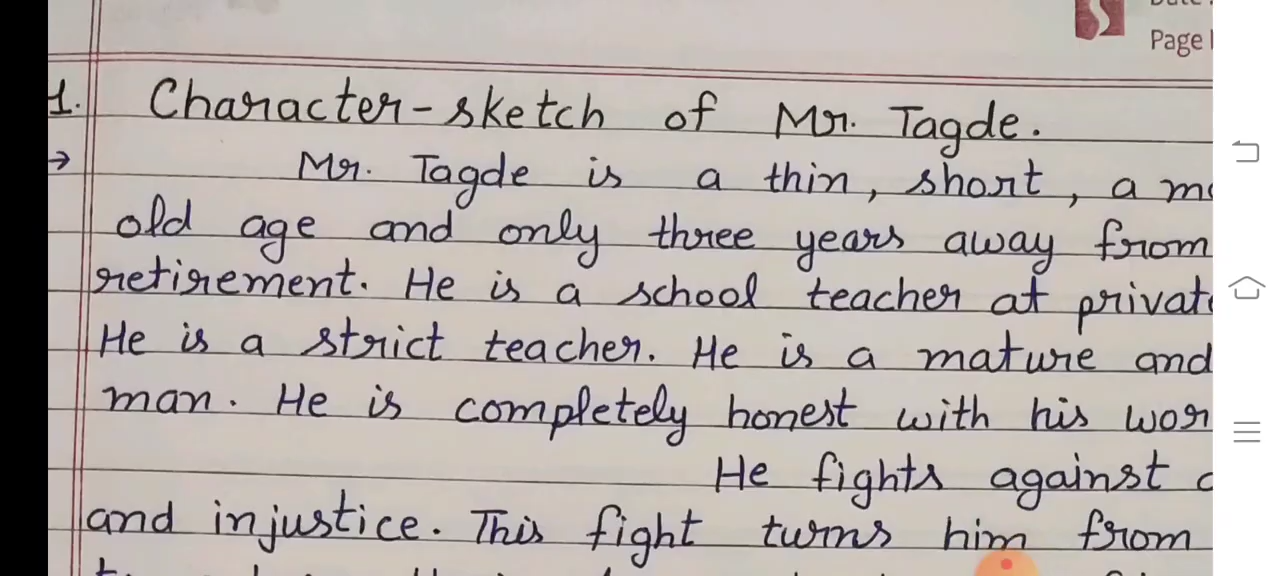 Page
1. Character-sketch of Mr. Tagde.
→ Mr. Tagde is a thin, short, a
old age and only three years away from
retirement. He is a school teacher at
He is a strict teacher. He is a mature and
man. He is completely honest with his
He fights against
and injustice. This fight turns him from